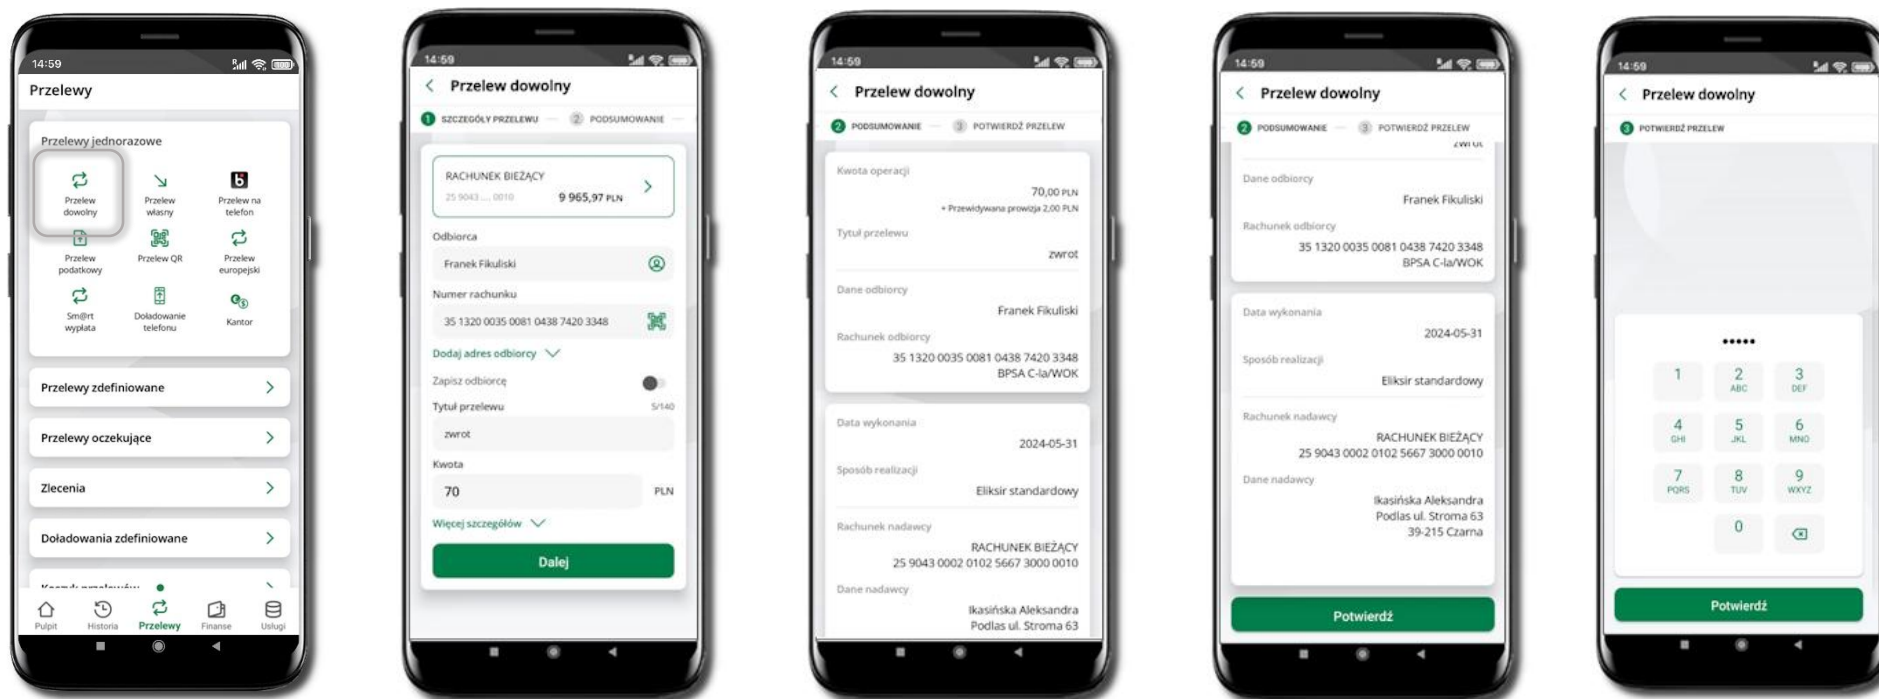 14:59
Przelewy
Przelewy jednorazowe
Przelew
dowolny
Przelew
własny
Przelew na
telefon
Przelew
podatkowy
Przelew QR
Przelew
europejski
Sm@rt
wypłata
Doładowanie
telefonu
Kantor
Przelewy zdefiniowane
Przelewy oczekujące
Zlecenia
Doładowania zdefiniowane
Pulpit
Historia
Przelewy
Finanse
Usługi
14:59
Przelew dowolny
1 SZCZEGÓŁY PRZELEWU 2 PODSUMOWANIE
RACHUNEK BIEŻĄCY
25 9043 .... 0010 9 965,97 PLN
Odbiorca
Franek Fikuliski
Numer rachunku
35 1320 0035 0081 0438 7420 3348
Dodaj adres odbiorcy
Zapisz odbiorcę
Tytuł przelewu 5/140
zwrot
Kwota
70 PLN
Więcej szczegółów
Dalej
14:59
Przelew dowolny
2 PODSUMOWANIE 3 POTWIERDŹ PRZELEW
Kwota operacji
70,00 PLN
+ Przewidywana prowizja 2,00 PLN
Tytuł przelewu
zwrot
Dane odbiorcy
Franek Fikuliski
Rachunek odbiorcy
35 1320 0035 0081 0438 7420 3348
BPSA C-la/WOK
Data wykonania
2024-05-31
Sposób realizacji
Eliksir standardowy
Rachunek nadawcy
RACHUNEK BIEŻĄCY
25 9043 0002 0102 5667 3000 0010
Dane nadawcy
Ikasińska Aleksandra
Podlas ul. Stroma 63
14:59
Przelew dowolny
2 PODSUMOWANIE 3 POTWIERDŹ PRZELEW
Dane odbiorcy
Franek Fikuliski
Rachunek odbiorcy
35 1320 0035 0081 0438 7420 3348
BPSA C-la/WOK
Data wykonania
2024-05-31
Sposób realizacji
Eliksir standardowy
Rachunek nadawcy
RACHUNEK BIEŻĄCY
25 9043 0002 0102 5667 3000 0010
Dane nadawcy
Ikasińska Aleksandra
Podlas ul. Stroma 63
39-215 Czarna
Potwierdź
14:59
Przelew dowolny
3 POTWIERDŹ PRZELEW
•••••
1 2 3
ABC DEF
4 5 6
GHI JKL MNO
7 8 9
PQRS TUV WXYZ
0
Potwierdź